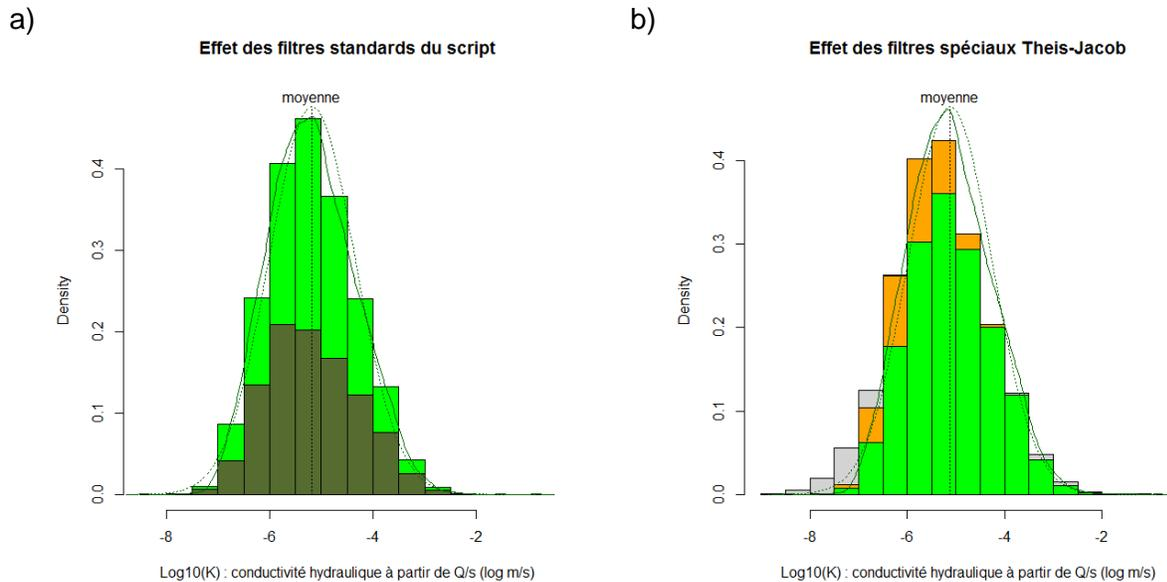 a)
Effet des filtres standards du script
moyenne
0.4
0.3
0.2
0.1
0.0
Density
-8 -6 -4 -2
Log10(K) : conductivité hydraulique à partir de Q/s (log m/s)
b)
Effet des filtres spéciaux Theis-Jacob
moyenne
0.4
0.3
0.2
0.1
0.0
Density
-8 -6 -4 -2
Log10(K) : conductivité hydraulique à partir de Q/s (log m/s)